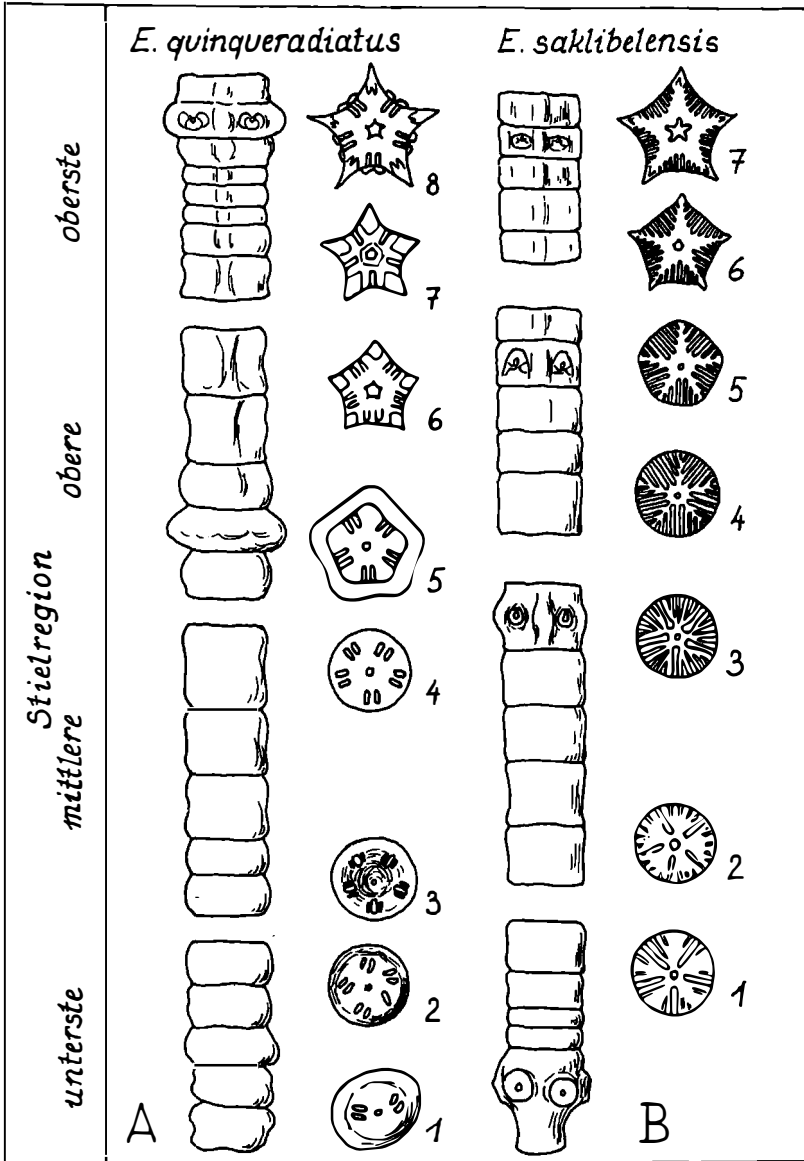 E. quinqueradiatus
E. saklibelensis
Stielregion
oberste
obere
mittlere
unterste
8
7
6
5
4
3
2
1
A
7
6
5
4
3
2
1
B